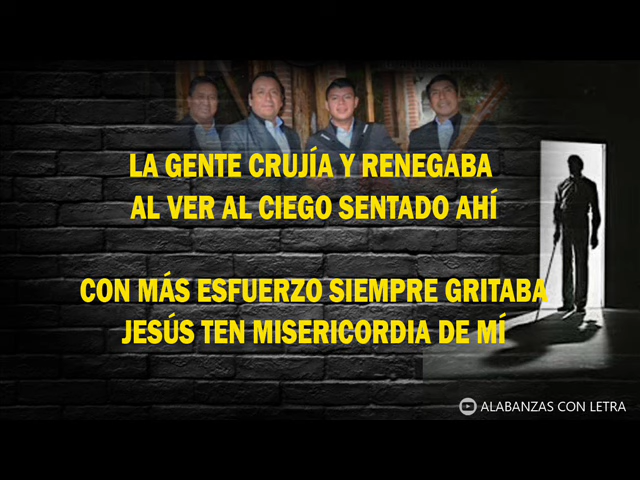 LA GENTE CRUJÍA Y RENEGABA
AL VER AL CIEGO SENTADO AHÍ
CON MÁS ESFUERZO SIEMPRE GRITABA
JESÚS TEN MISERICORDIA DE MÍ
ALABANZAS CON LETRA